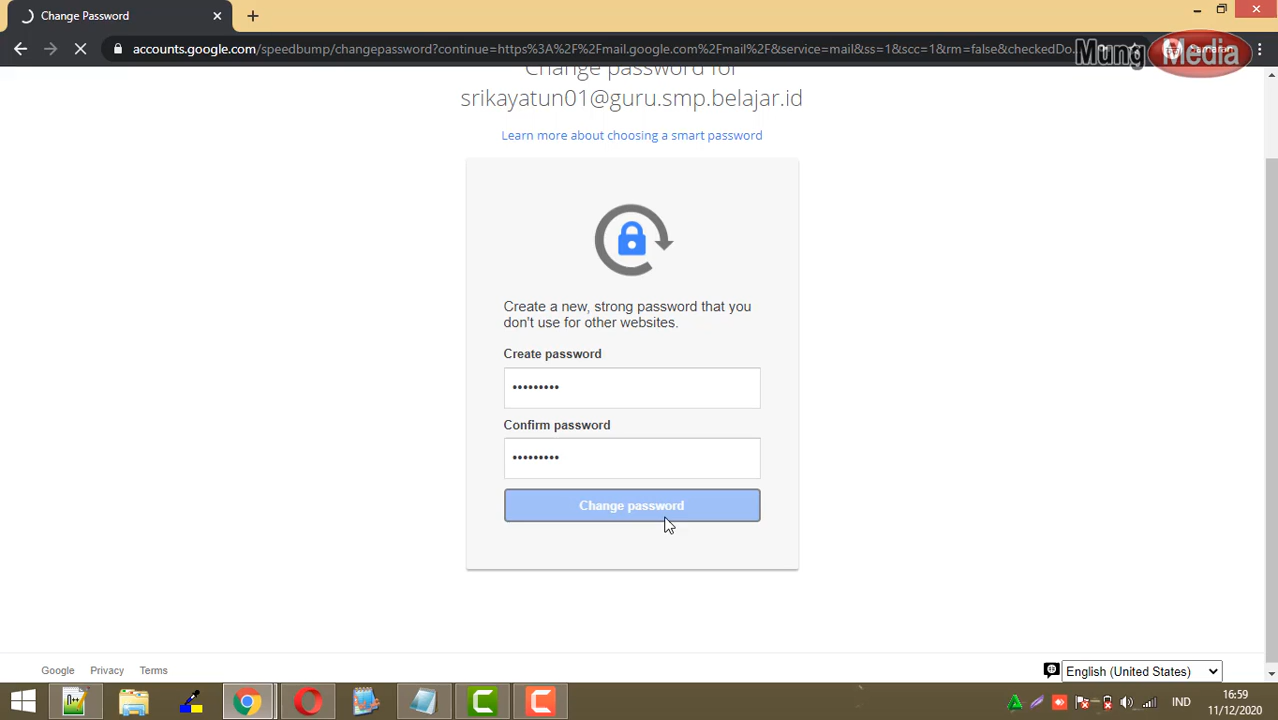 Change Password
accounts.google.com/speedbump/changepassword?continue=https%3A%2F%2Fmail.google.com%2Fmail%2F&service=mail&ss=1&scc=1&rm=false&checkedDo...
Mung Media
Change password for
srikayatun01@guru.smp.belajar.id
Learn more about choosing a smart password
Create a new, strong password that you
don't use for other websites.
Create password
•••••••••
Confirm password
•••••••••
Change password
Google Privacy Terms
English (United States)
IND
16:59
11/12/2020